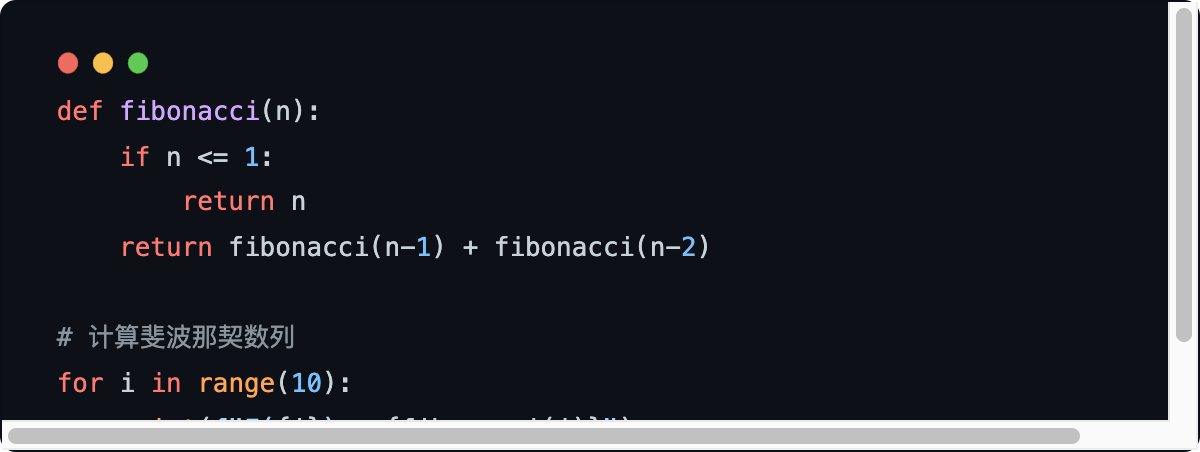 def fibonacci(n):
    if n <= 1:
        return n
    return fibonacci(n-1) + fibonacci(n-2)
# 计算斐波那契数列
for i in range(10):